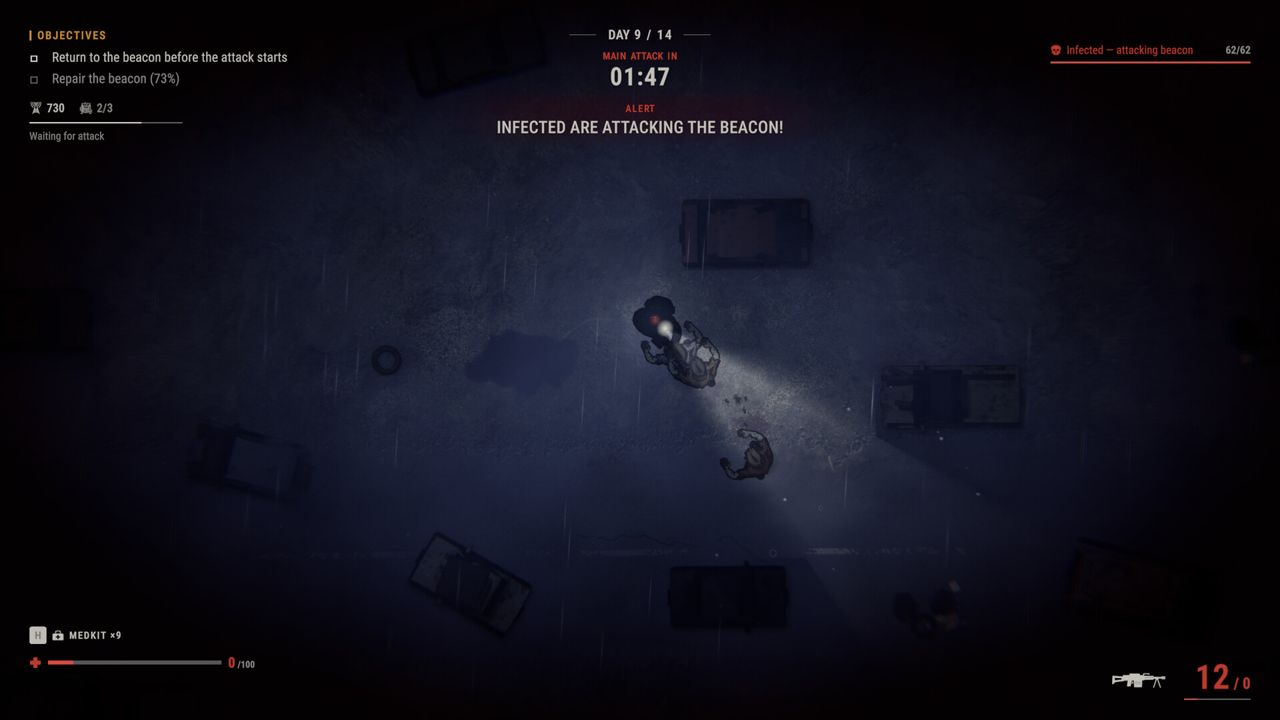 OBJECTIVES
Return to the beacon before the attack starts
Repair the beacon (73%)
730 2/3
Waiting for attack
DAY 9 / 14
MAIN ATTACK IN
01:47
ALERT
INFECTED ARE ATTACKING THE BEACON!
Infected — attacking beacon 62/62
H MEDKIT ×9
0/100
12/0